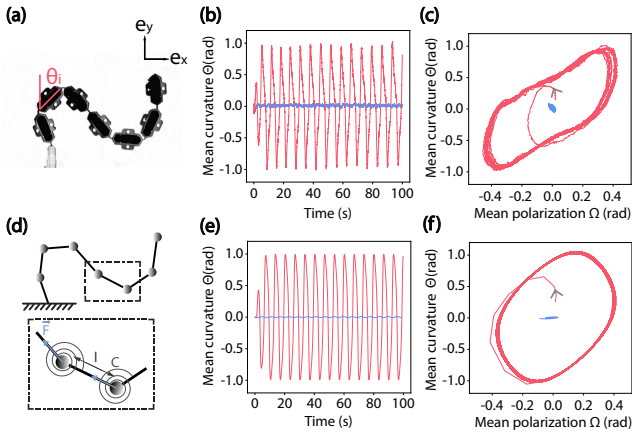 (a)
e_y
e_x
θ_i
(b)
Mean curvature Θ(rad)
1.0
0.5
0.0
-0.5
-1.0
0 20 40 60 80 100
Time (s)
(c)
Mean curvature Θ(rad)
1.0
0.5
0.0
-0.5
-1.0
-0.4 -0.2 0.0 0.2 0.4
Mean polarization Ω (rad)
(d)
F
l
C
(e)
Mean curvature Θ(rad)
1.0
0.5
0.0
-0.5
-1.0
0 20 40 60 80 100
Time (s)
(f)
Mean curvature Θ(rad)
1.0
0.5
0.0
-0.5
-1.0
-0.4 -0.2 0.0 0.2 0.4
Mean polarization Ω (rad)